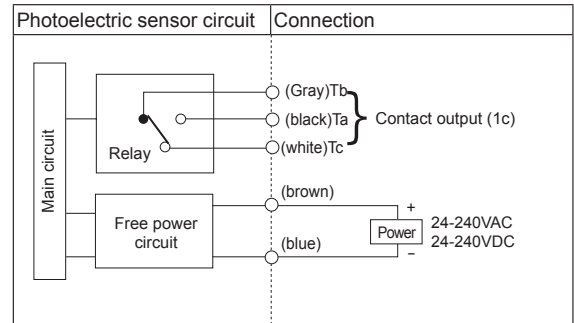 Photoelectric sensor circuit
Connection
Main circuit
Relay
(Gray)Tb
(black)Ta
(white)Tc
Contact output (1c)
Free power
circuit
(brown)
(blue)
+
Power
−
24-240VAC
24-240VDC